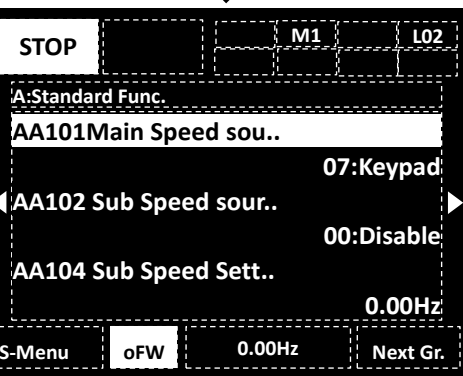 STOP M1 L02
A:Standard Func.
AA101Main Speed sou..
07:Keypad
AA102 Sub Speed sour..
00:Disable
AA104 Sub Speed Sett..
0.00Hz
S-Menu oFW 0.00Hz Next Gr.